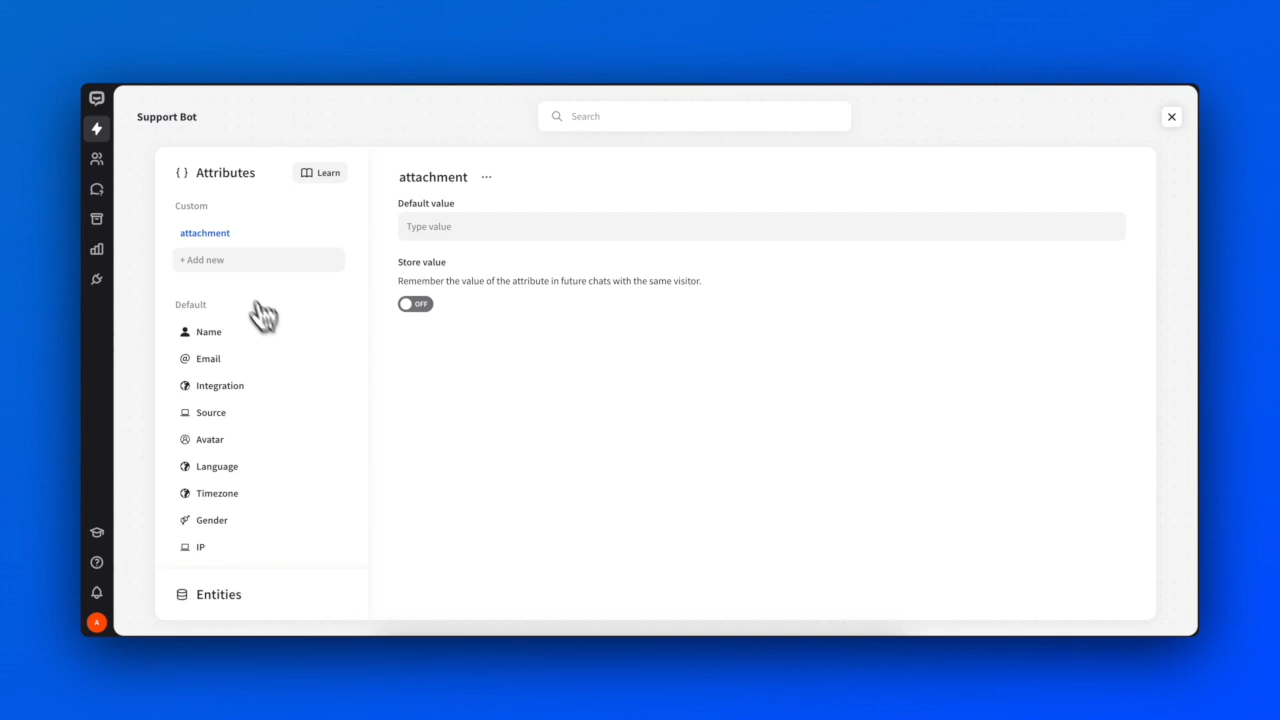 Support Bot
Search
{ } Attributes
Learn
Custom
attachment
+ Add new
Default
Name
@ Email
Integration
Source
Avatar
Language
Timezone
Gender
IP
Entities
attachment ...
Default value
Type value
Store value
Remember the value of the attribute in future chats with the same visitor.
OFF
A